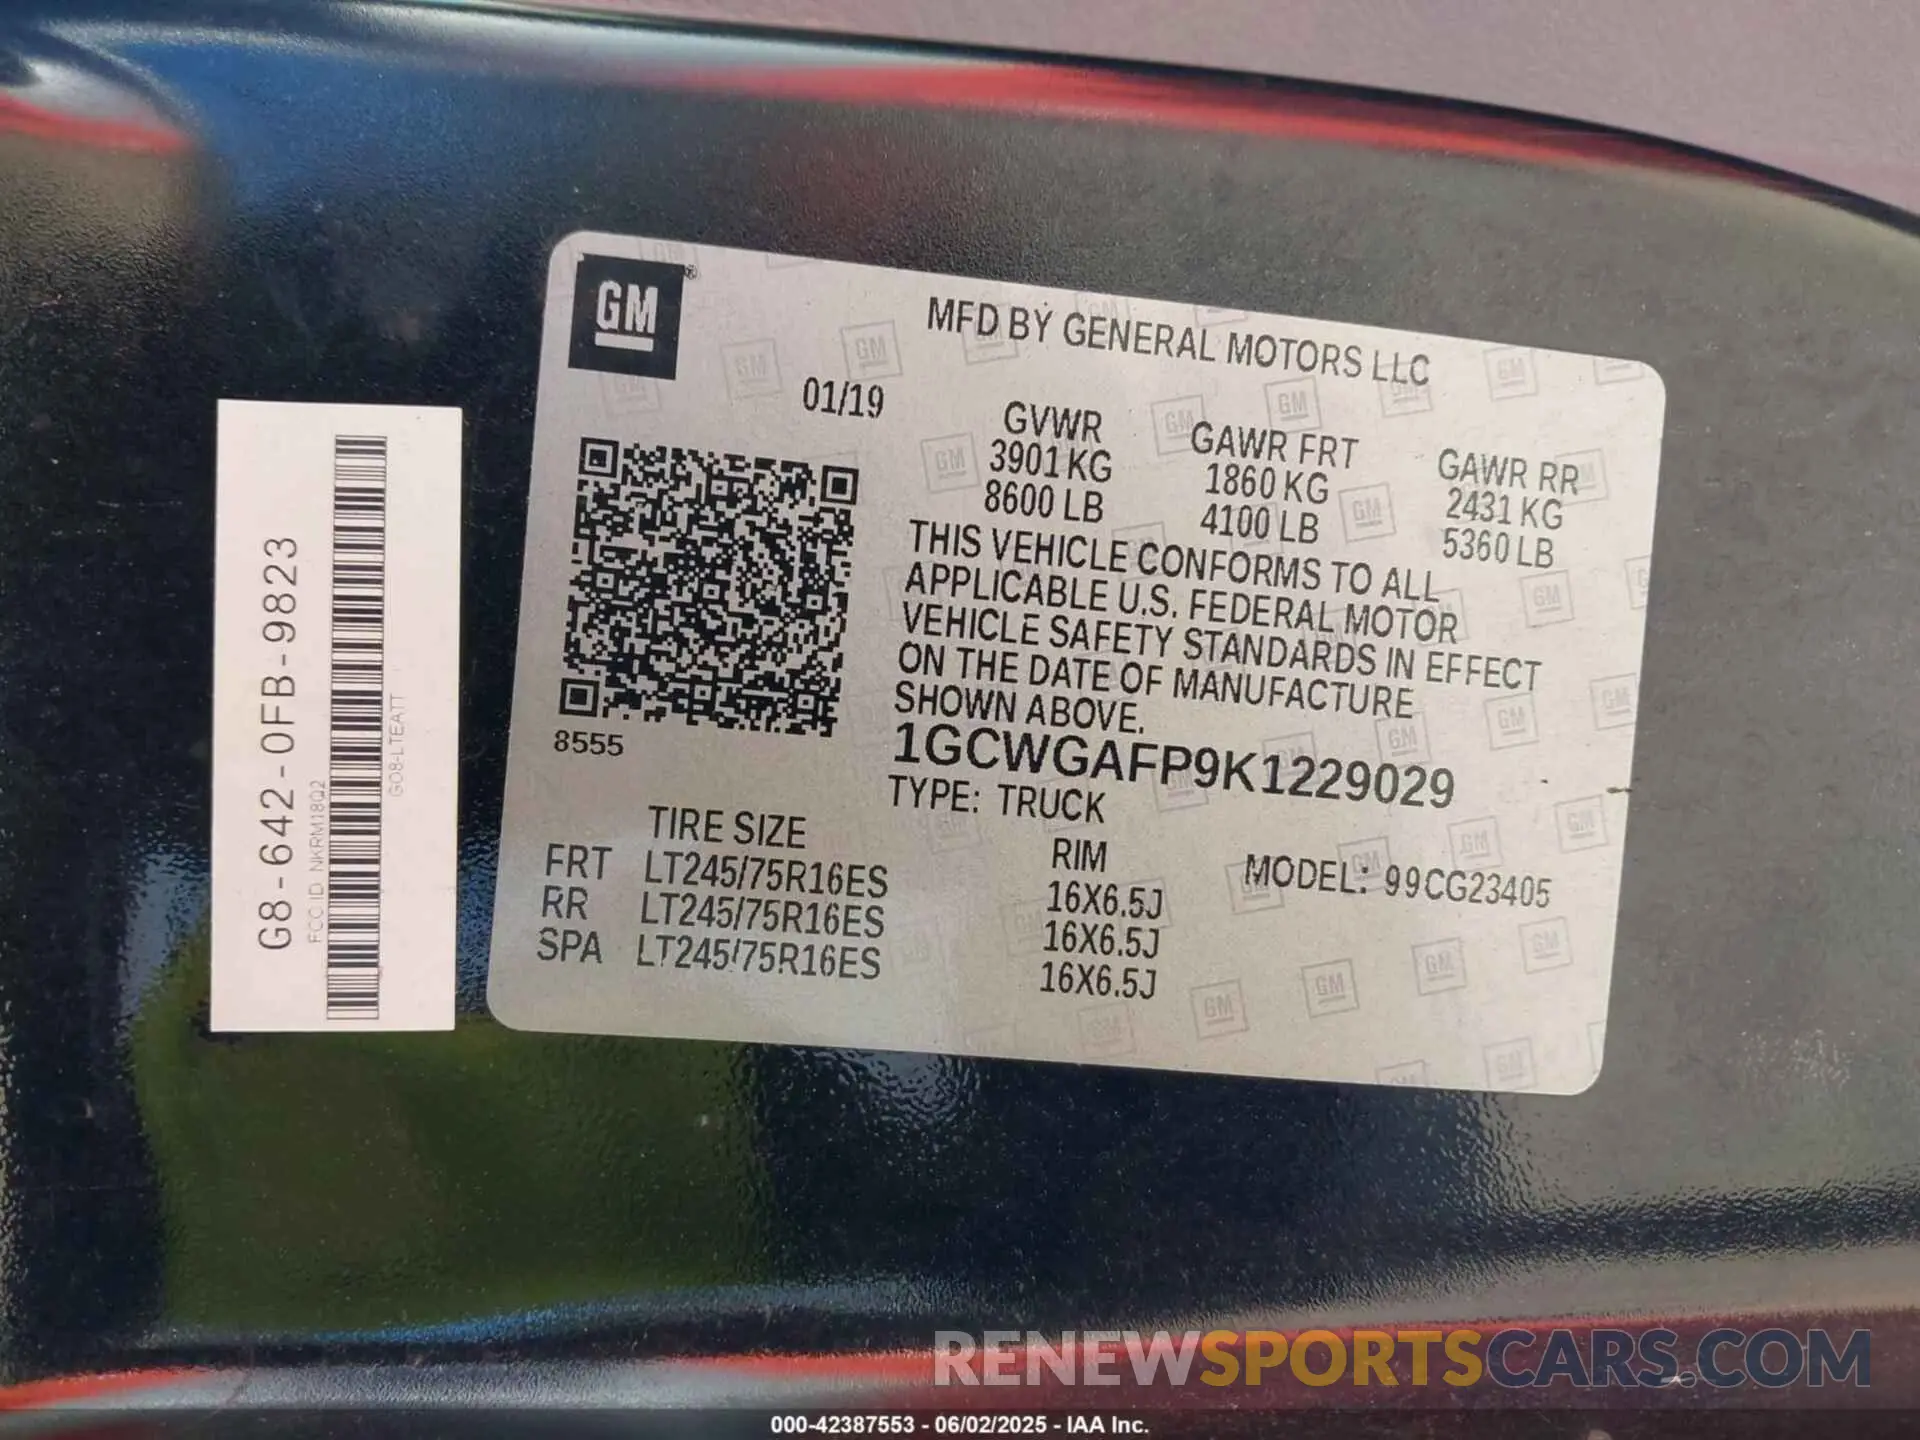 GM
®
MFD BY GENERAL MOTORS LLC
01/19
GVWR
3901 KG
8600 LB
GAWR FRT
1860 KG
4100 LB
GAWR RR
2431 KG
5360 LB
THIS VEHICLE CONFORMS TO ALL
APPLICABLE U.S. FEDERAL MOTOR
VEHICLE SAFETY STANDARDS IN EFFECT
ON THE DATE OF MANUFACTURE
SHOWN ABOVE.
8555
1GCWGAFP9K1229029
TYPE: TRUCK
TIRE SIZE
RIM
MODEL: 99CG23405
FRT LT245/75R16ES 16X6.5J
RR LT245/75R16ES 16X6.5J
SPA LT245/75R16ES 16X6.5J
G8-642-0FB-9823
FCC ID NKRM18Q2
GO8-LTEATT
RENEWSPORTSCARS.COM
000-42387553 - 06/02/2025 - IAA Inc.